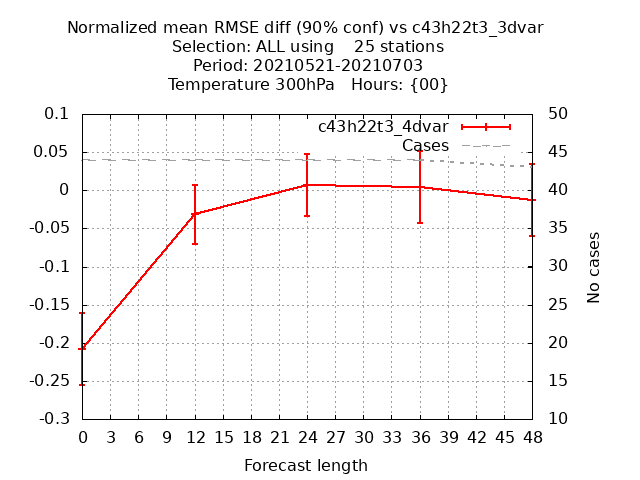 Normalized mean RMSE diff (90% conf) vs c43h22t3_3dvar
Selection: ALL using    25 stations
Period: 20210521-20210703
Temperature 300hPa   Hours: {00}
c43h22t3_4dvar
Cases
0.1
0.05
0
-0.05
-0.1
-0.15
-0.2
-0.25
-0.3
50
45
40
35
30
25
20
15
10
No cases
0 3 6 9 12 15 18 21 24 27 30 33 36 39 42 45 48
Forecast length